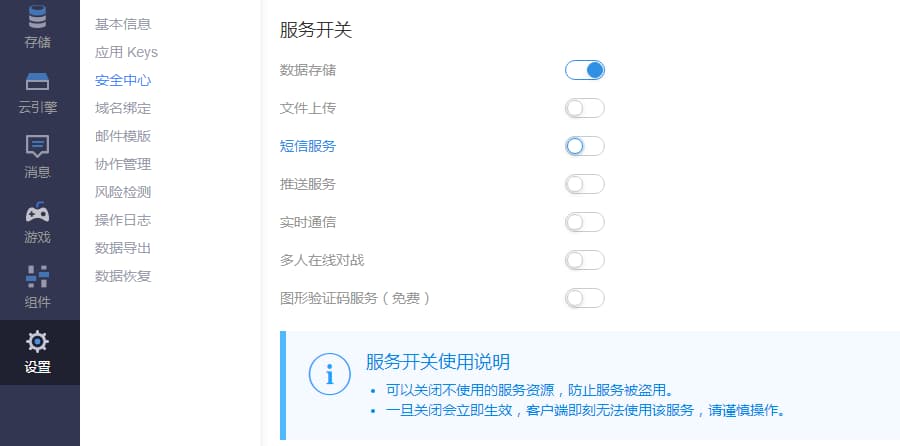 存储
云引擎
消息
游戏
组件
设置
基本信息
应用 Keys
安全中心
域名绑定
邮件模版
协作管理
风险检测
操作日志
数据导出
数据恢复
服务开关
数据存储
文件上传
短信服务
推送服务
实时通信
多人在线对战
图形验证码服务（免费）
服务开关使用说明
可以关闭不使用的服务资源，防止服务被盗用。
一旦关闭会立即生效，客户端即刻无法使用该服务，请谨慎操作。